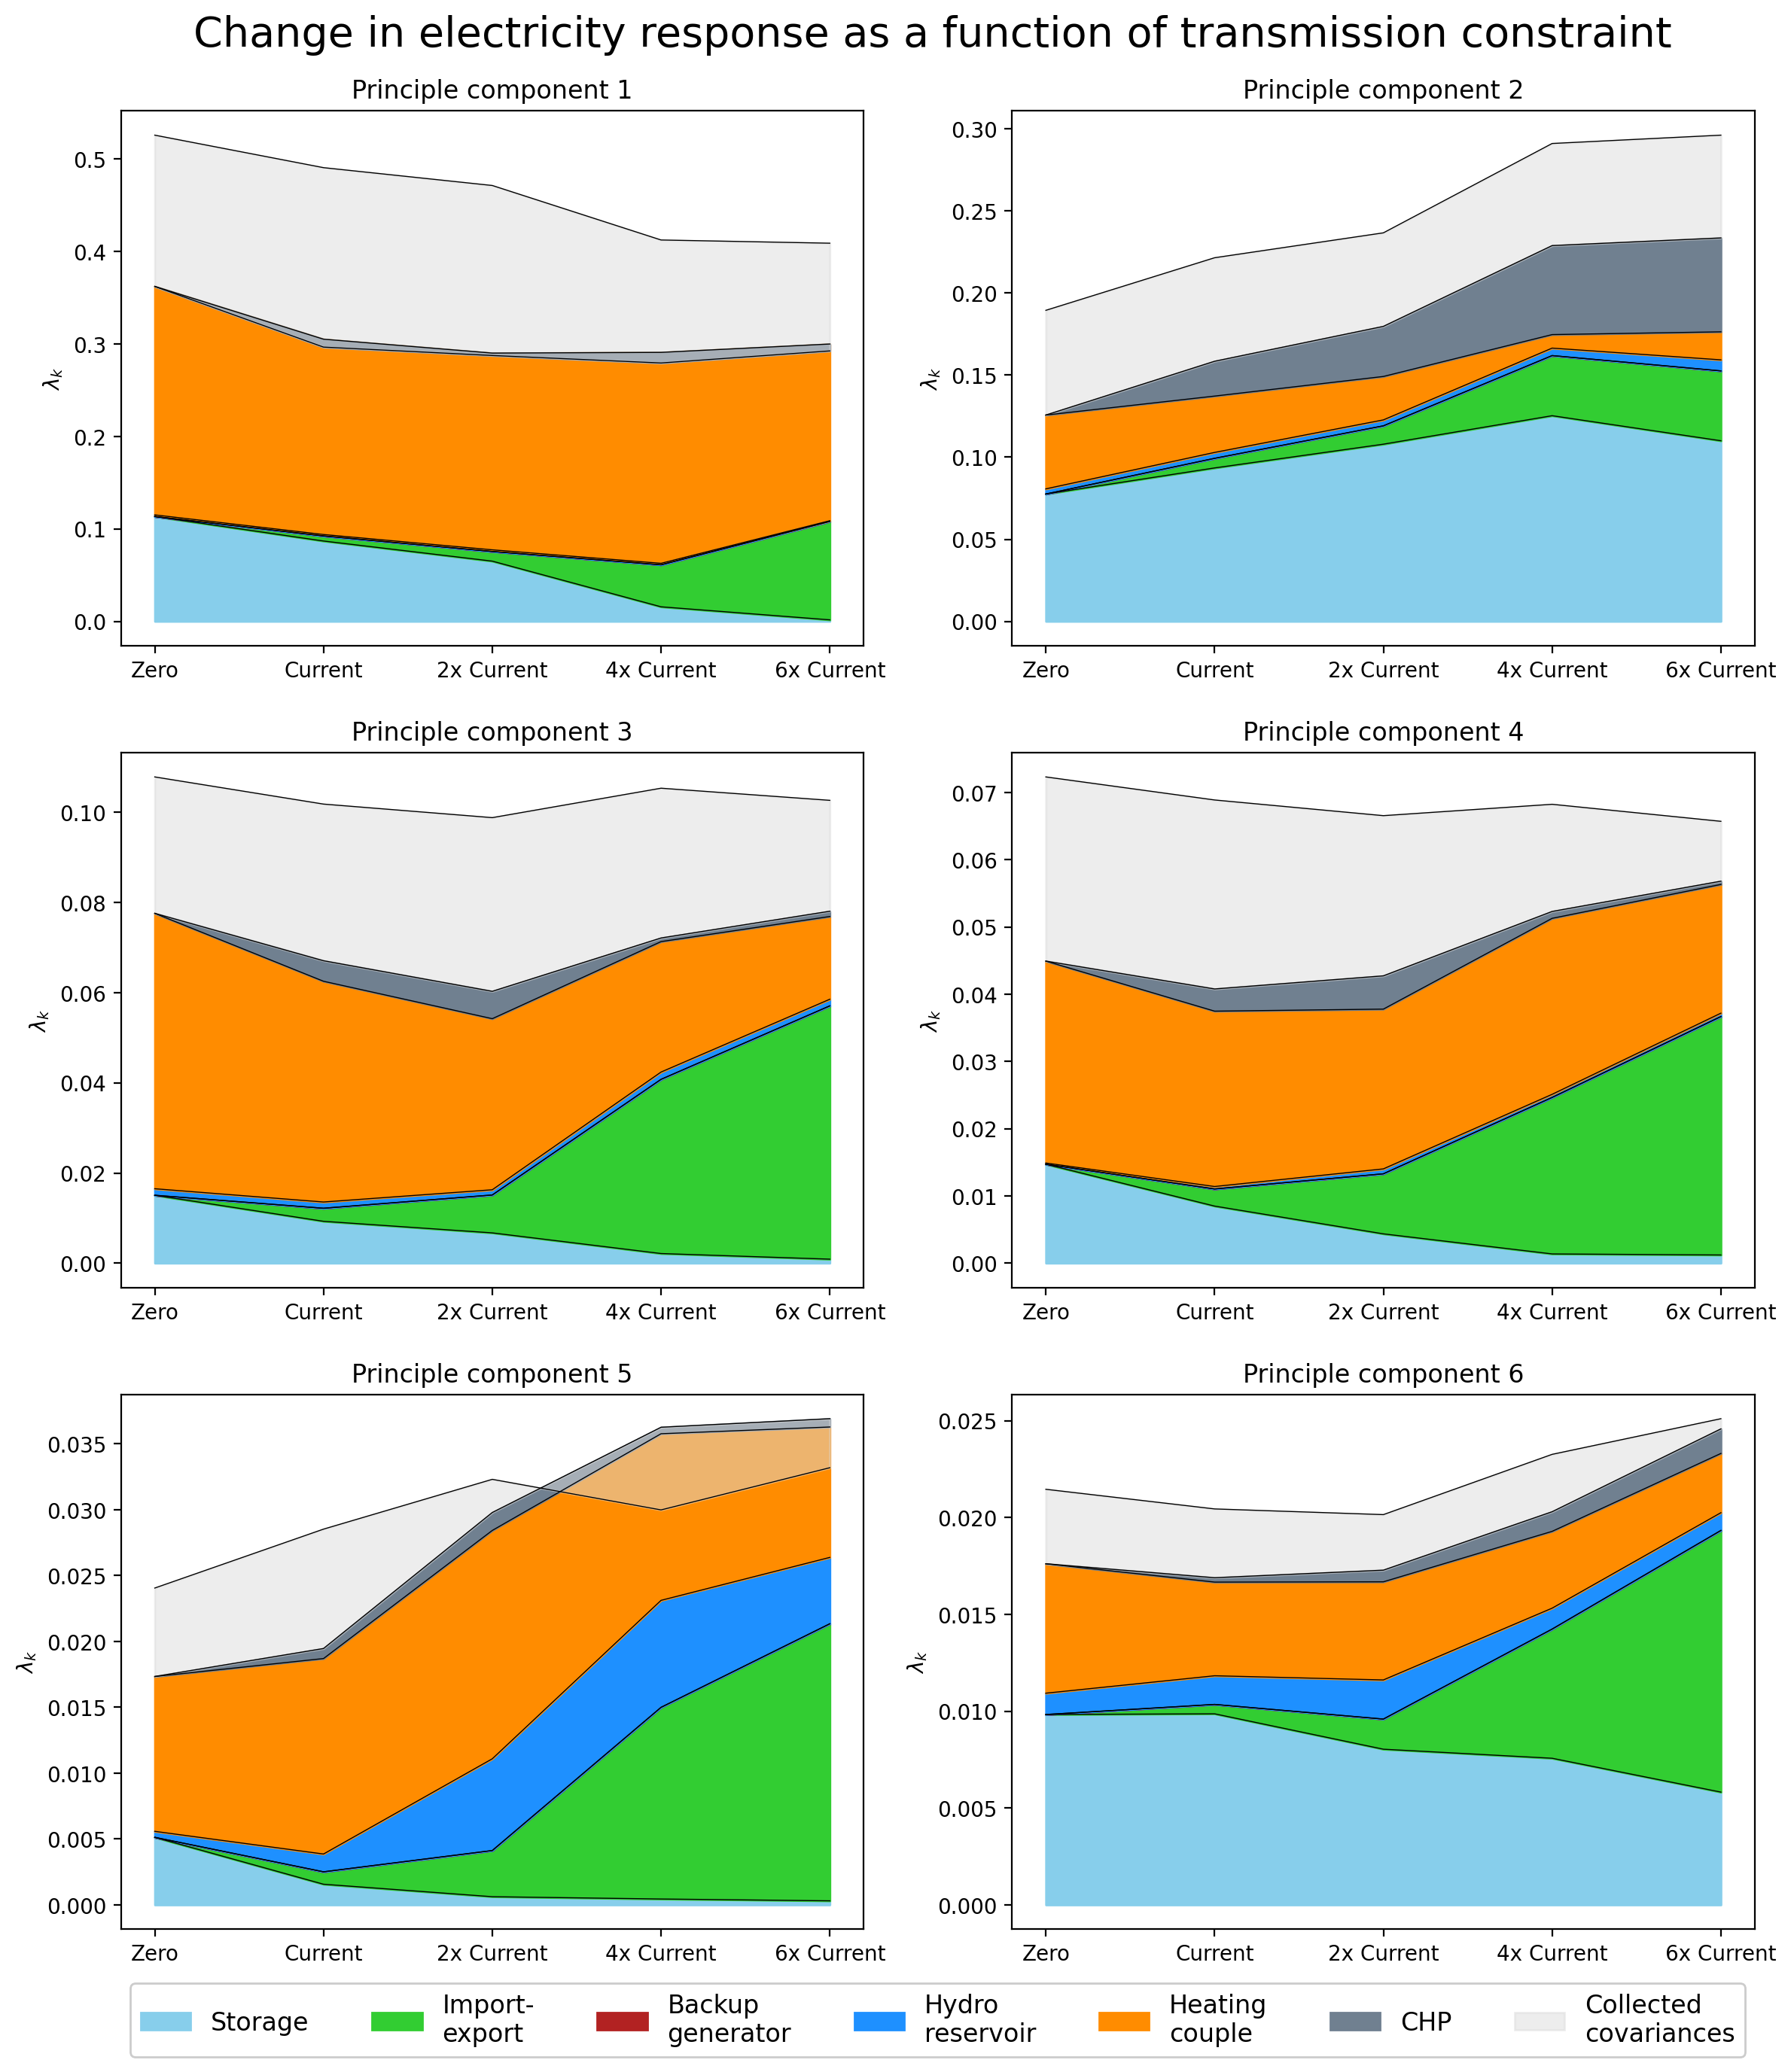 Change in electricity response as a function of transmission constraint
Principle component 1
0.5
0.4
0.3
0.2
0.1
0.0
λk
Zero Current 2x Current 4x Current 6x Current
Principle component 2
0.30
0.25
0.20
0.15
0.10
0.05
0.00
λk
Zero Current 2x Current 4x Current 6x Current
Principle component 3
0.10
0.08
0.06
0.04
0.02
0.00
λk
Zero Current 2x Current 4x Current 6x Current
Principle component 4
0.07
0.06
0.05
0.04
0.03
0.02
0.01
0.00
λk
Zero Current 2x Current 4x Current 6x Current
Principle component 5
0.035
0.030
0.025
0.020
0.015
0.010
0.005
0.000
λk
Zero Current 2x Current 4x Current 6x Current
Principle component 6
0.025
0.020
0.015
0.010
0.005
0.000
λk
Zero Current 2x Current 4x Current 6x Current
Storage
Import-
export
Backup
generator
Hydro
reservoir
Heating
couple
CHP
Collected
covariances